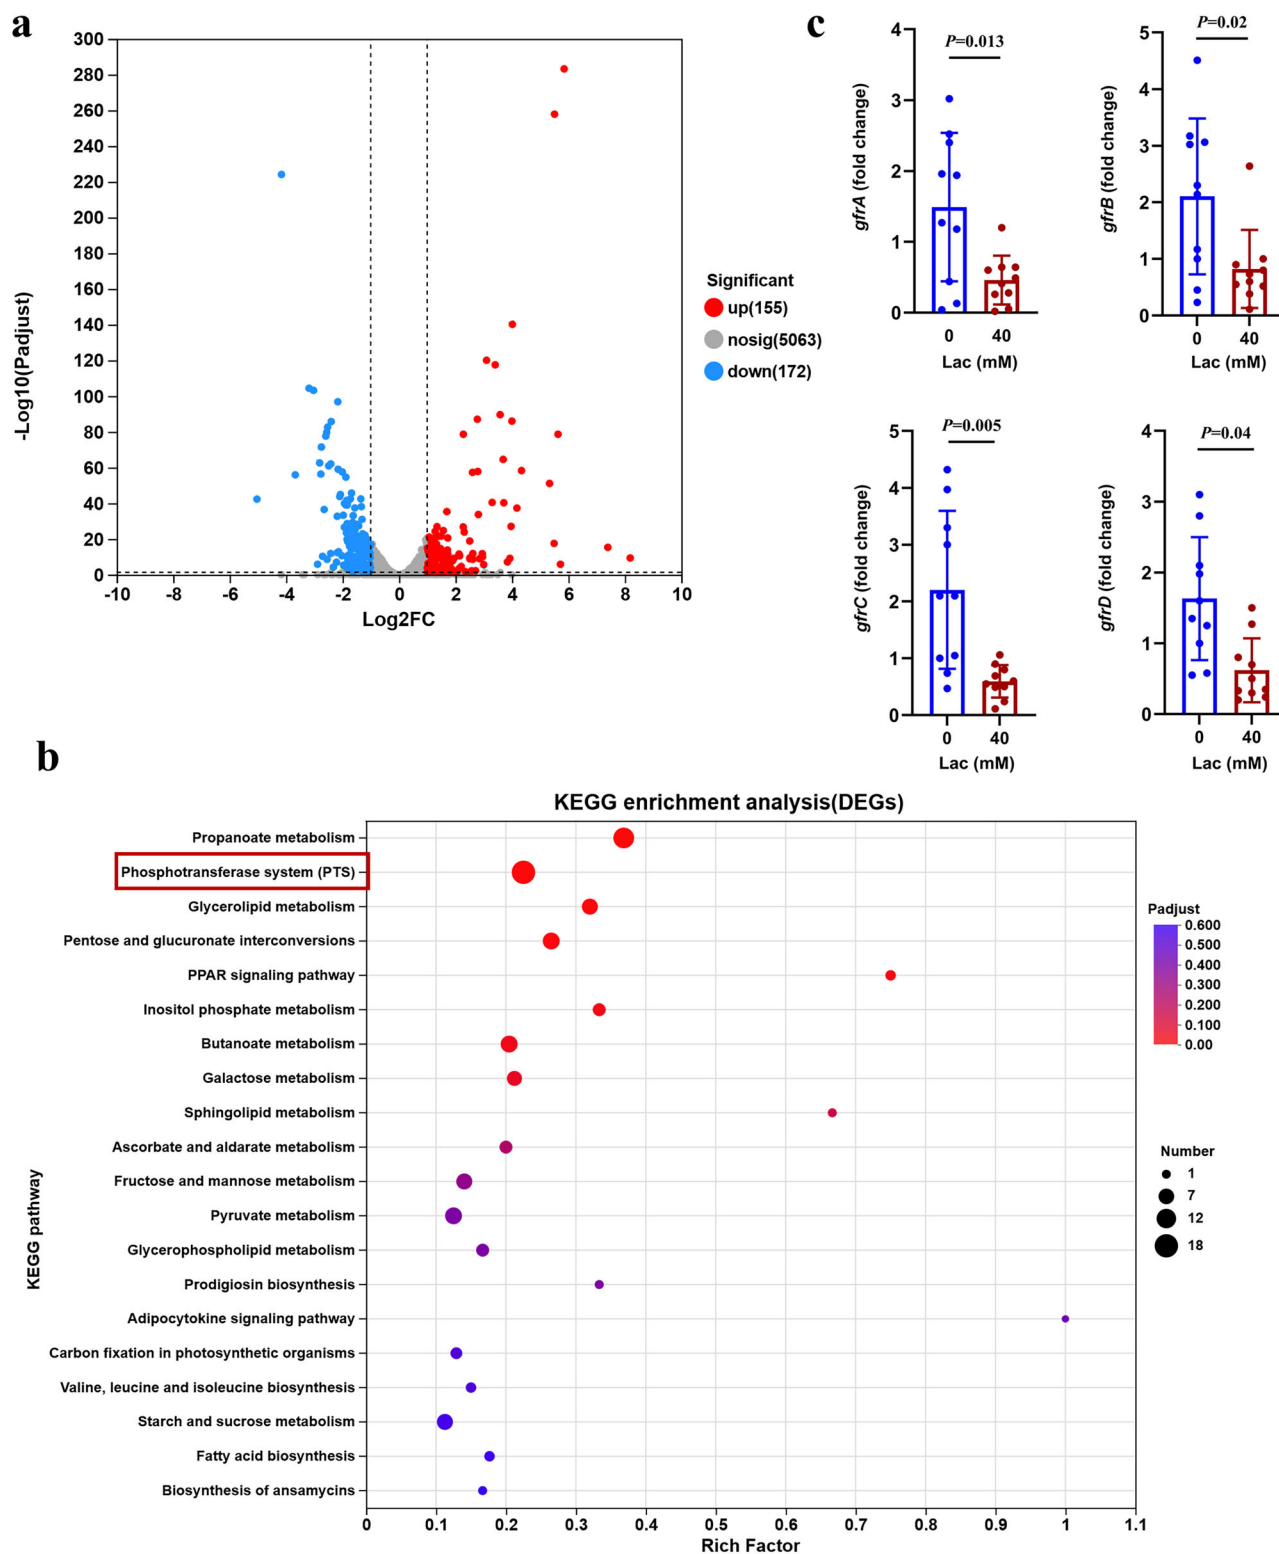 a
300
280
260
240
220
200
180
160
140
120
100
80
60
40
20
0
-Log10(Padjust)
-10 -8 -6 -4 -2 0 2 4 6 8 10
Log2FC
Significant
up(155)
nosig(5063)
down(172)
c
P=0.013
gfrA (fold change)
4
3
2
1
0
0 40
Lac (mM)
P=0.02
gfrB (fold change)
5
4
3
2
1
0
0 40
Lac (mM)
P=0.005
gfrC (fold change)
5
4
3
2
1
0
0 40
Lac (mM)
P=0.04
gfrD (fold change)
4
3
2
1
0
0 40
Lac (mM)
b
KEGG enrichment analysis(DEGs)
KEGG pathway
Propanoate metabolism
Phosphotransferase system (PTS)
Glycerolipid metabolism
Pentose and glucuronate interconversions
PPAR signaling pathway
Inositol phosphate metabolism
Butanoate metabolism
Galactose metabolism
Sphingolipid metabolism
Ascorbate and aldarate metabolism
Fructose and mannose metabolism
Pyruvate metabolism
Glycerophospholipid metabolism
Prodigiosin biosynthesis
Adipocytokine signaling pathway
Carbon fixation in photosynthetic organisms
Valine, leucine and isoleucine biosynthesis
Starch and sucrose metabolism
Fatty acid biosynthesis
Biosynthesis of ansamycins
0 0.1 0.2 0.3 0.4 0.5 0.6 0.7 0.8 0.9 1 1.1
Rich Factor
Padjust
0.600
0.500
0.400
0.300
0.200
0.100
0.00
Number
1
7
12
18